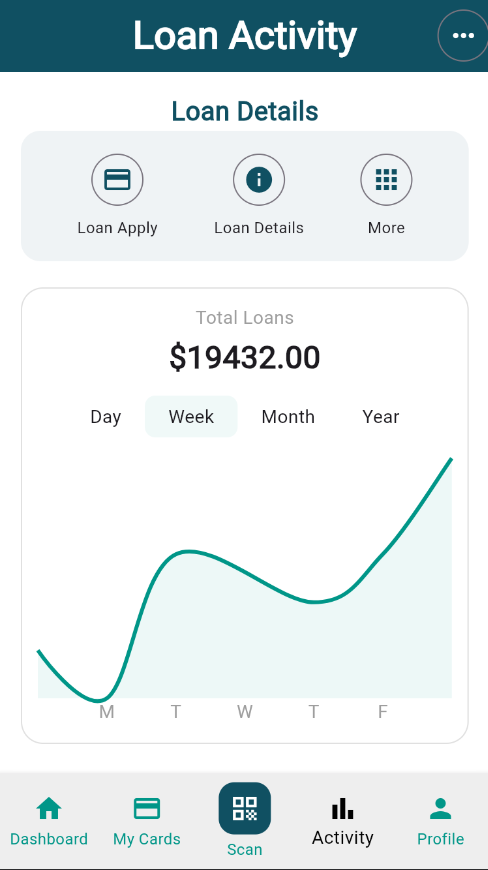 Loan Activity
Loan Details
Loan Apply Loan Details More
Total Loans
$19432.00
Day Week Month Year
M T W T F
Dashboard My Cards Scan Activity Profile